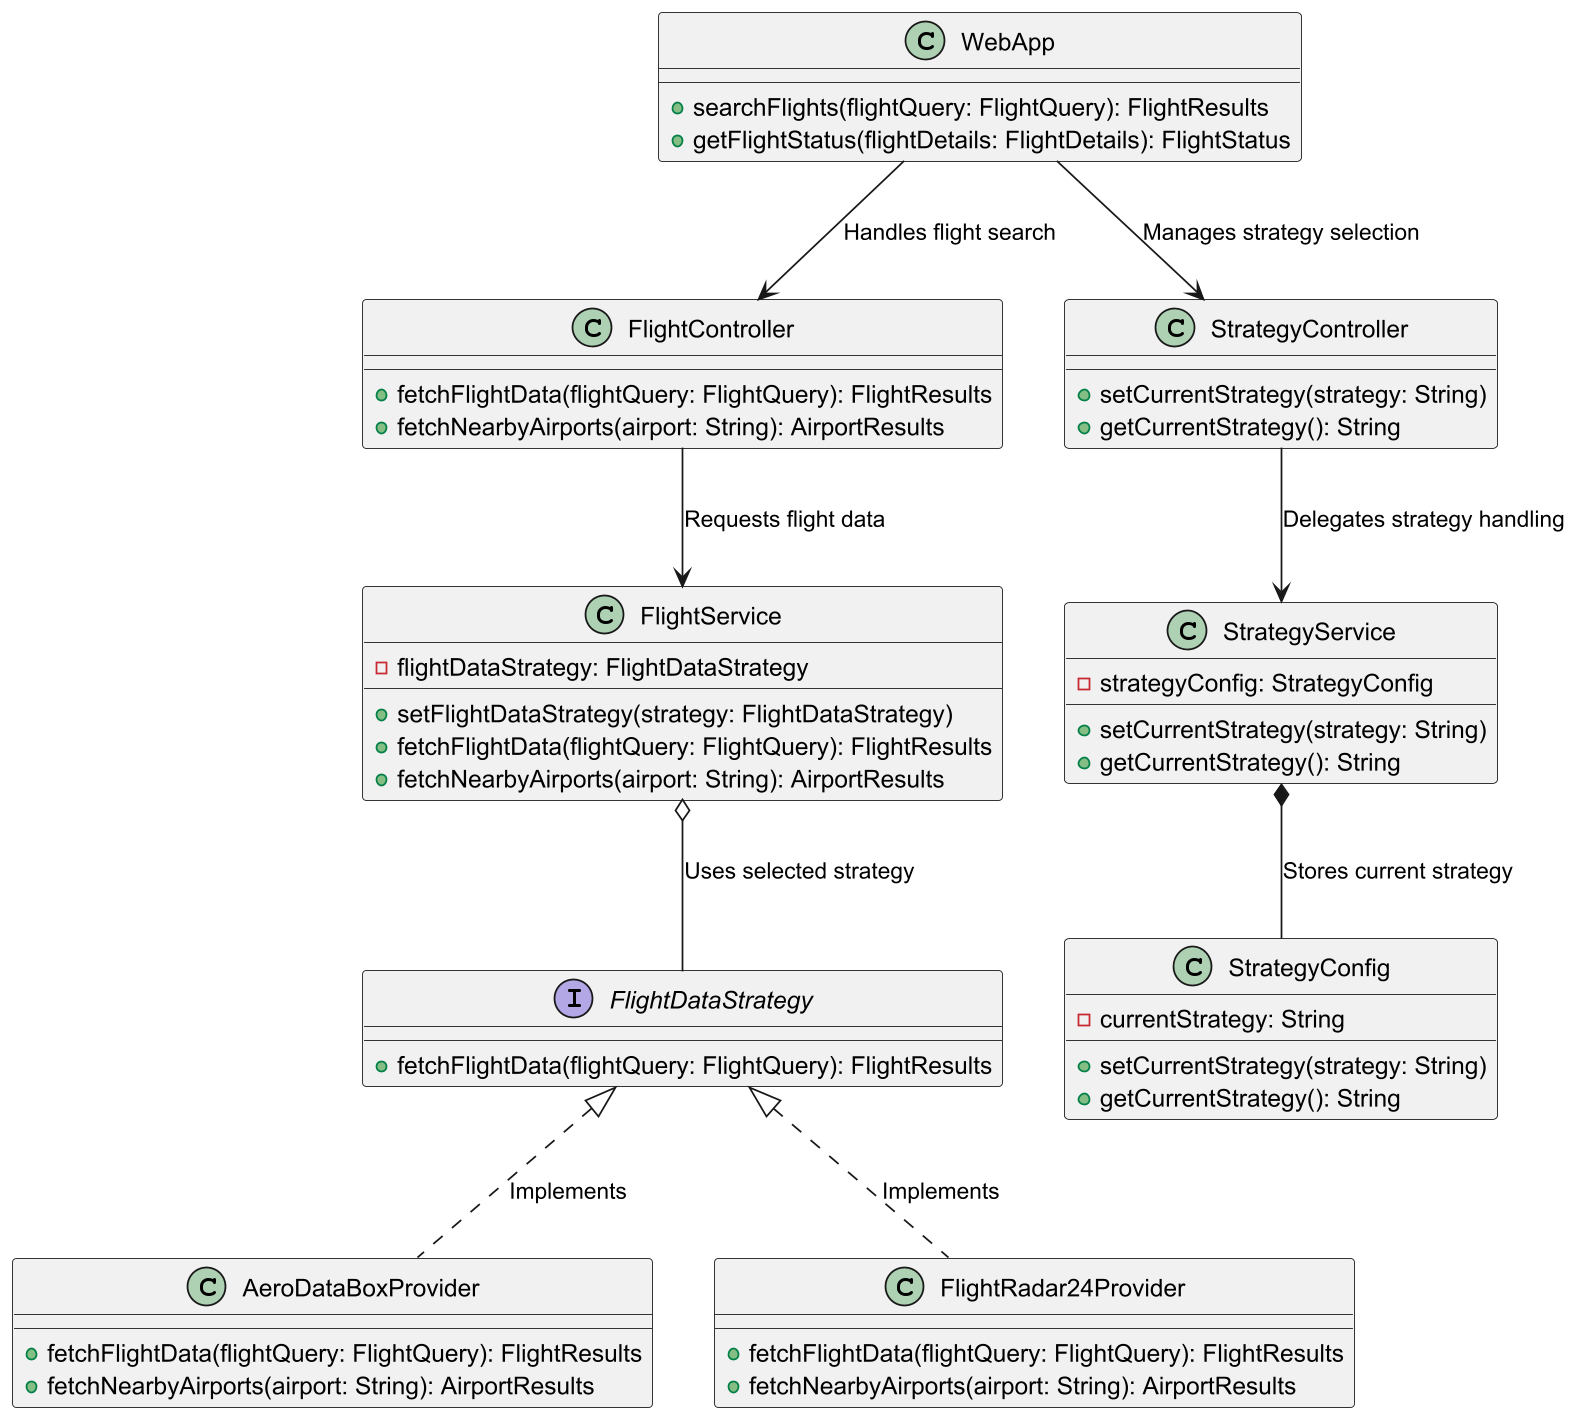 C WebApp
searchFlights(flightQuery: FlightQuery): FlightResults
getFlightStatus(flightDetails: FlightDetails): FlightStatus
Handles flight search
Manages strategy selection
C FlightController
fetchFlightData(flightQuery: FlightQuery): FlightResults
fetchNearbyAirports(airport: String): AirportResults
C StrategyController
setCurrentStrategy(strategy: String)
getCurrentStrategy(): String
Requests flight data
Delegates strategy handling
C FlightService
flightDataStrategy: FlightDataStrategy
setFlightDataStrategy(strategy: FlightDataStrategy)
fetchFlightData(flightQuery: FlightQuery): FlightResults
fetchNearbyAirports(airport: String): AirportResults
C StrategyService
strategyConfig: StrategyConfig
setCurrentStrategy(strategy: String)
getCurrentStrategy(): String
Uses selected strategy
Stores current strategy
I FlightDataStrategy
fetchFlightData(flightQuery: FlightQuery): FlightResults
C StrategyConfig
currentStrategy: String
setCurrentStrategy(strategy: String)
getCurrentStrategy(): String
Implements
Implements
C AeroDataBoxProvider
fetchFlightData(flightQuery: FlightQuery): FlightResults
fetchNearbyAirports(airport: String): AirportResults
C FlightRadar24Provider
fetchFlightData(flightQuery: FlightQuery): FlightResults
fetchNearbyAirports(airport: String): AirportResults